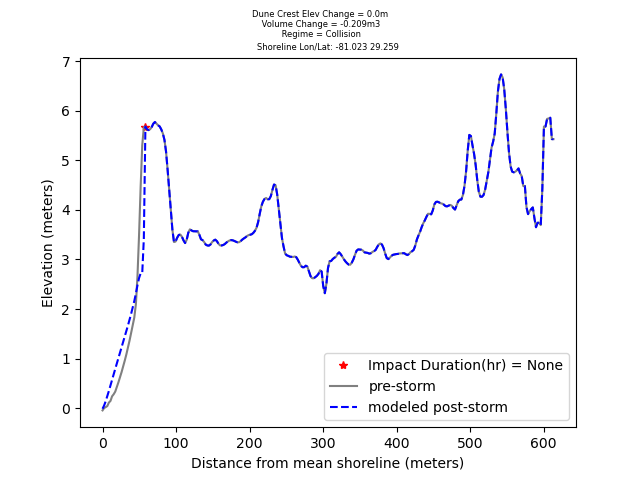 Dune Crest Elev Change = 0.0m
Volume Change = -0.209m3
Regime = Collision
Shoreline Lon/Lat: -81.023 29.259
7
6
5
4
3
2
1
0
Elevation (meters)
Impact Duration(hr) = None
pre-storm
modeled post-storm
0 100 200 300 400 500 600
Distance from mean shoreline (meters)